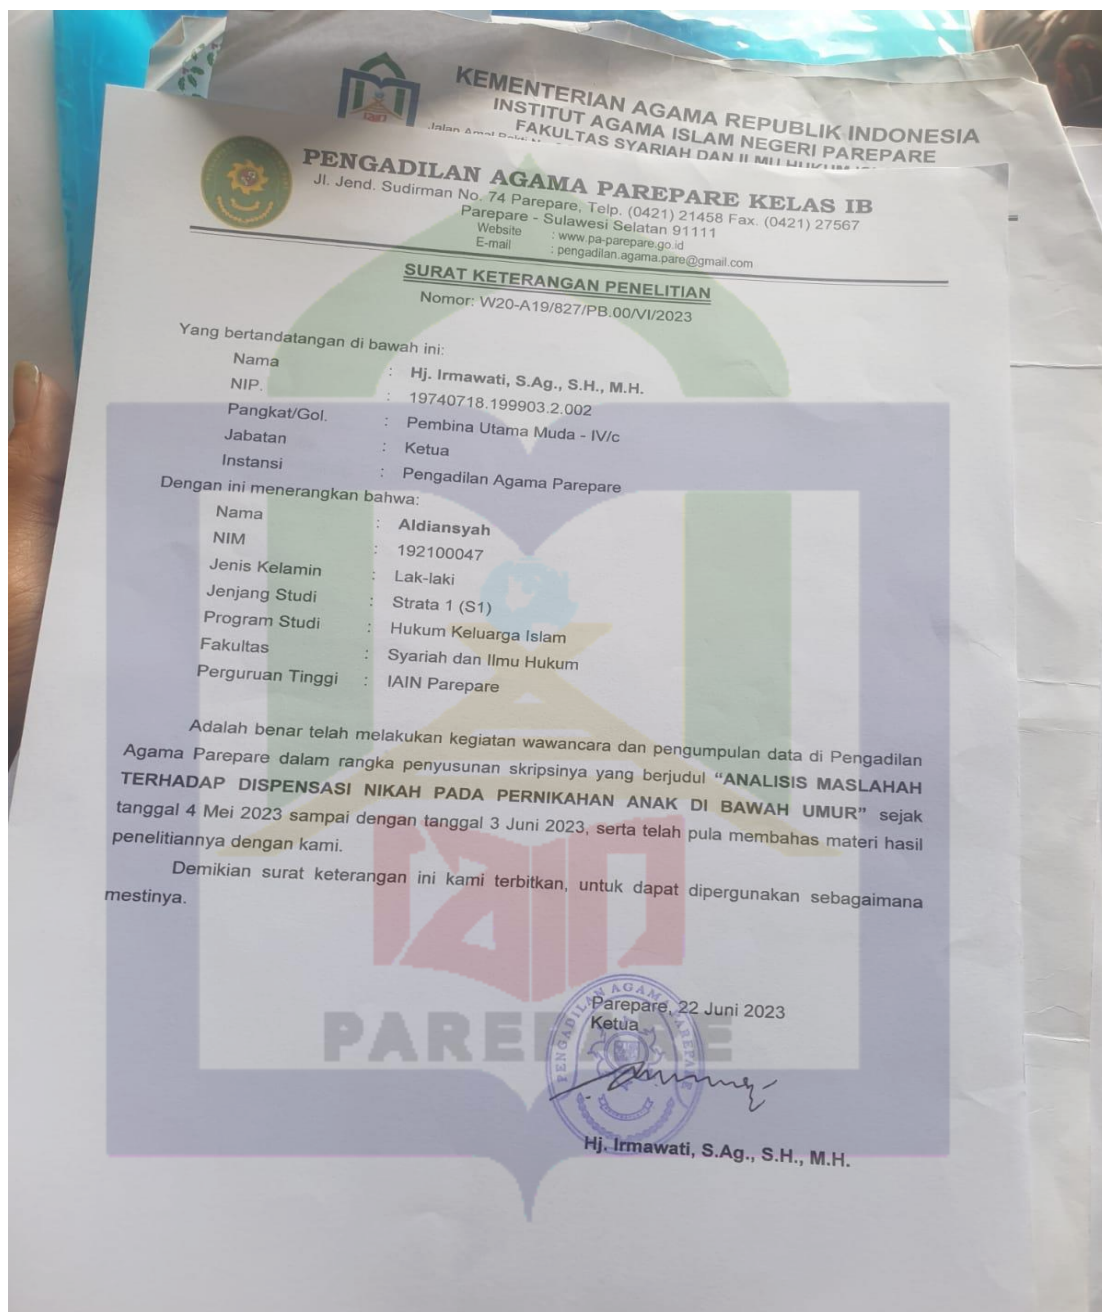 KEMENTERIAN AGAMA REPUBLIK INDONESIA
INSTITUT AGAMA ISLAM NEGERI PAREPARE
FAKULTAS SYARIAH DAN ILMU HUKUM
Jalan Amal
IAIN
PENGADILAN AGAMA PAREPARE KELAS IB
Jl. Jend. Sudirman No. 74 Parepare, Telp. (0421) 21458 Fax. (0421) 27567
Parepare - Sulawesi Selatan 91111
Website : www.pa-parepare.go.id
E-mail : pengadilan.agama.pare@gmail.com
SURAT KETERANGAN PENELITIAN
Nomor: W20-A19/827/PB.00/VI/2023
Yang bertandatangan di bawah ini:
Nama : Hj. Irmawati, S.Ag., S.H., M.H.
NIP. : 19740718.199903.2.002
Pangkat/Gol. : Pembina Utama Muda - IV/c
Jabatan : Ketua
Instansi : Pengadilan Agama Parepare
Dengan ini menerangkan bahwa:
Nama : Aldiansyah
NIM : 192100047
Jenis Kelamin : Lak-laki
Jenjang Studi : Strata 1 (S1)
Program Studi : Hukum Keluarga Islam
Fakultas : Syariah dan Ilmu Hukum
Perguruan Tinggi : IAIN Parepare
Adalah benar telah melakukan kegiatan wawancara dan pengumpulan data di Pengadilan
Agama Parepare dalam rangka penyusunan skripsinya yang berjudul “ANALISIS MASLAHAH
TERHADAP DISPENSASI NIKAH PADA PERNIKAHAN ANAK DI BAWAH UMUR” sejak
tanggal 4 Mei 2023 sampai dengan tanggal 3 Juni 2023, serta telah pula membahas materi hasil
penelitiannya dengan kami.
Demikian surat keterangan ini kami terbitkan, untuk dapat dipergunakan sebagaimana
mestinya.
IAIN
PAREPARE
Parepare, 22 Juni 2023
Ketua
PENGADILAN AGAMA PAREPARE
Hj. Irmawati, S.Ag., S.H., M.H.